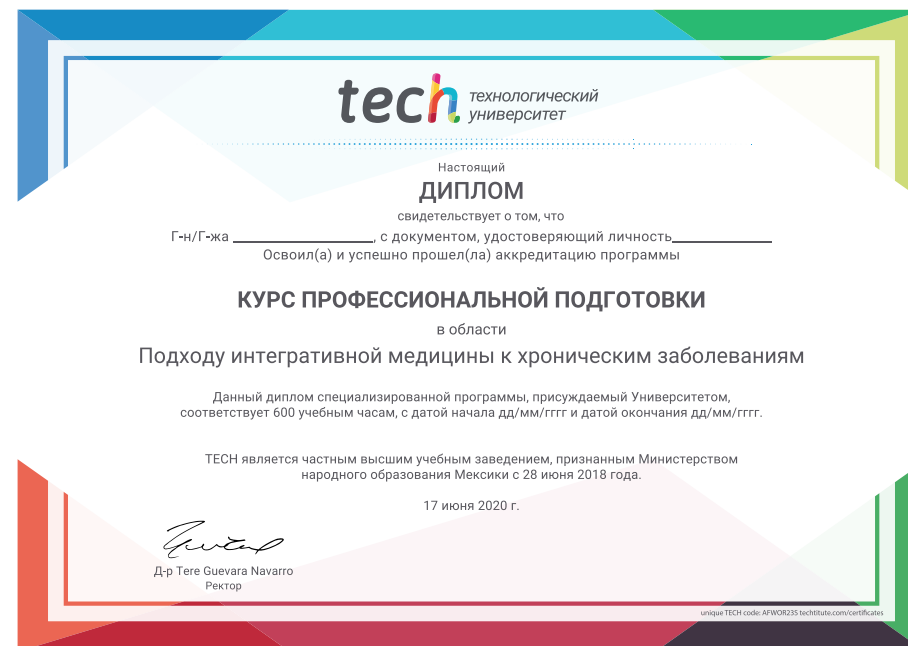 tech технологический
университет
Настоящий
ДИПЛОМ
свидетельствует о том, что
Г-н/Г-жа ____________, с документом, удостоверяющий личность____________
Освоил(а) и успешно прошел(ла) аккредитацию программы
КУРС ПРОФЕССИОНАЛЬНОЙ ПОДГОТОВКИ
в области
Подходу интегративной медицины к хроническим заболеваниям
Данный диплом специализированной программы, присуждаемый Университетом,
соответствует 600 учебным часам, с датой начала дд/мм/гггг и датой окончания дд/мм/гггг.
TECH является частным высшим учебным заведением, признанным Министерством
народного образования Мексики с 28 июня 2018 года.
17 июня 2020 г.
Д-р Tere Guevara Navarro
Ректор
unique TECH code: AFWOR235 techtitute.com/certificates